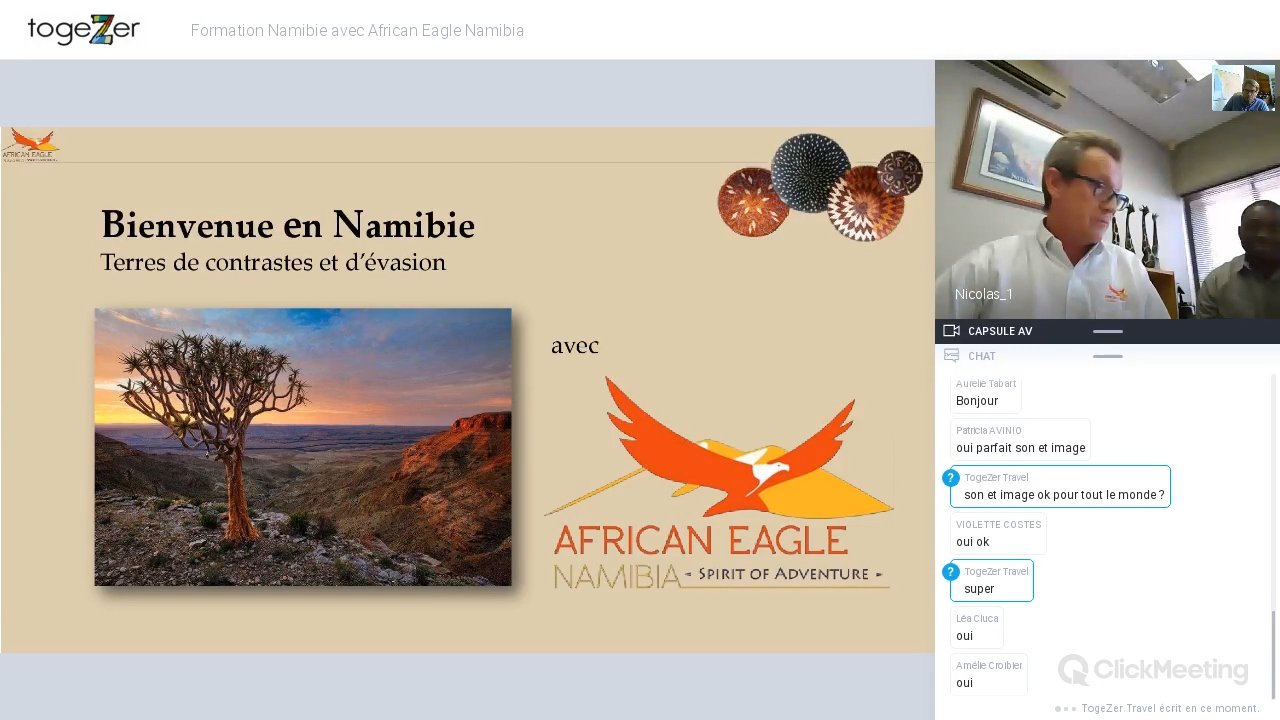 togeZer
Formation Namibie avec African Eagle Namibia
AFRICAN EAGLE
Bienvenue en Namibie
Terres de contrastes et d'évasion
avec
AFRICAN EAGLE
NAMIBIA - SPIRIT OF ADVENTURE -
Nicolas_1
CAPSULE AV
CHAT
Aurelie Tabart
Bonjour
Patricia AVINIO
oui parfait son et image
? TogeZer Travel
son et image ok pour tout le monde ?
VIOLETTE COSTES
oui ok
? TogeZer Travel
super
Léa Ciuca
oui
Amélie Croibier
oui
ClickMeeting
TogeZer Travel écrit en ce moment.